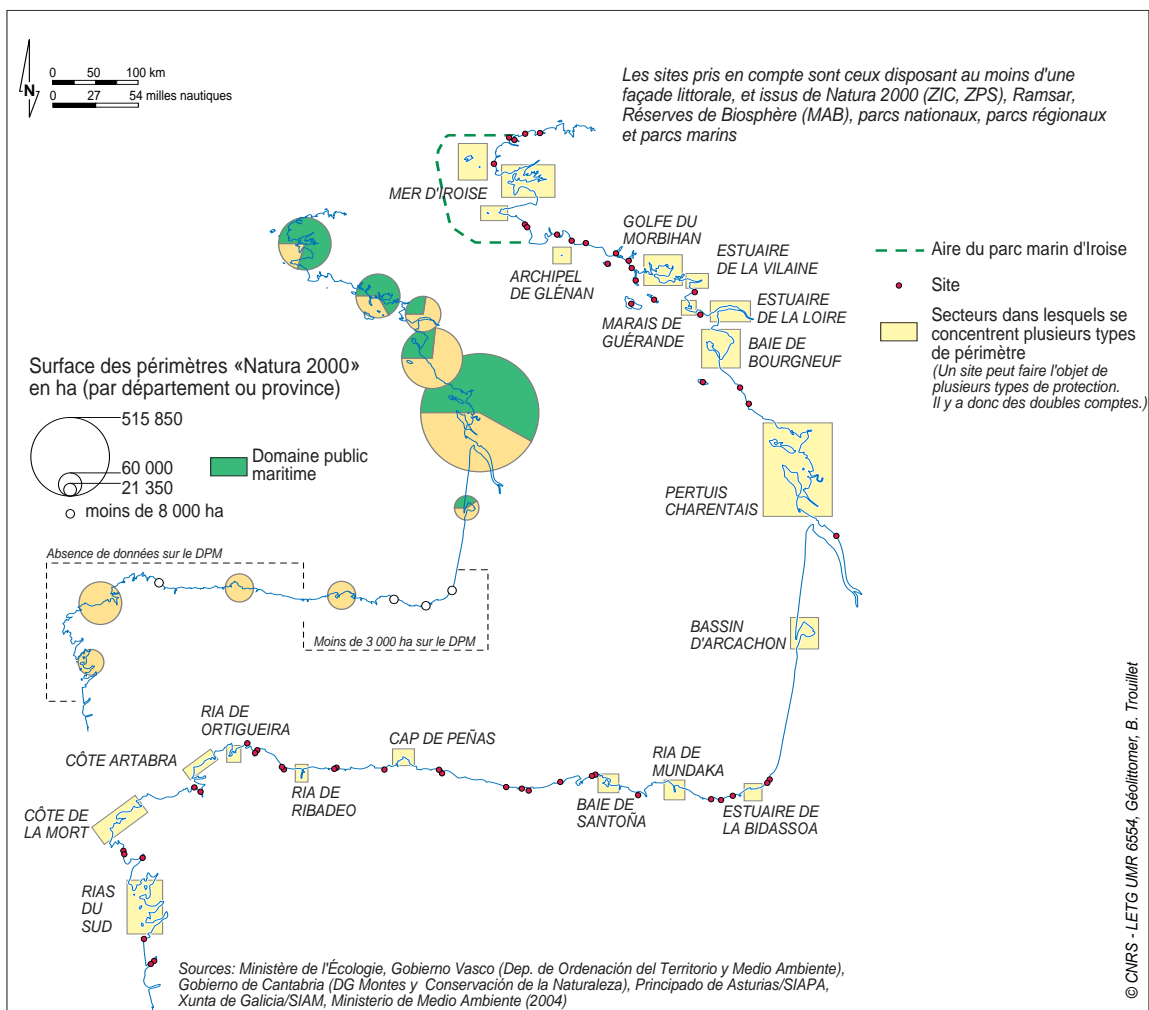 0 50 100 km
0 27 54 milles nautiques
N
Les sites pris en compte sont ceux disposant au moins d'une
façade littorale, et issus de Natura 2000 (ZIC, ZPS), Ramsar,
Réserves de Biosphère (MAB), parcs nationaux, parcs régionaux
et parcs marins
MER D'IROISE
GOLFE DU
MORBIHAN
ESTUAIRE
DE LA VILAINE
ARCHIPEL
DE GLÉNAN
MARAIS DE
GUÉRANDE
ESTUAIRE
DE LA LOIRE
BAIE DE
BOURGNEUF
Aire du parc marin d'Iroise
Site
Secteurs dans lesquels se
concentrent plusieurs types
de périmètre
(Un site peut faire l'objet de
plusieurs types de protection.
Il y a donc des doubles comptes.)
Surface des périmètres «Natura 2000»
en ha (par département ou province)
515 850
60 000
21 350
moins de 8 000 ha
Domaine public
maritime
PERTUIS
CHARENTAIS
Absence de données sur le DPM
Moins de 3 000 ha sur le DPM
BASSIN
D'ARCACHON
RIA DE
ORTIGUEIRA
CÔTE ARTABRA
CAP DE PEÑAS
RIA DE
MUNDAKA
RIA DE
RIBADEO
BAIE DE
SANTOÑA
ESTUAIRE DE
LA BIDASSOA
CÔTE DE
LA MORT
RIAS
DU
SUD
Sources: Ministère de l'Écologie, Gobierno Vasco (Dep. de Ordenación del Territorio y Medio Ambiente),
Gobierno de Cantabria (DG Montes y Conservación de la Naturaleza), Principado de Asturias/SIAPA,
Xunta de Galicia/SIAM, Ministerio de Medio Ambiente (2004)
© CNRS - LETG UMR 6554, Géolittomer, B. Trouillet